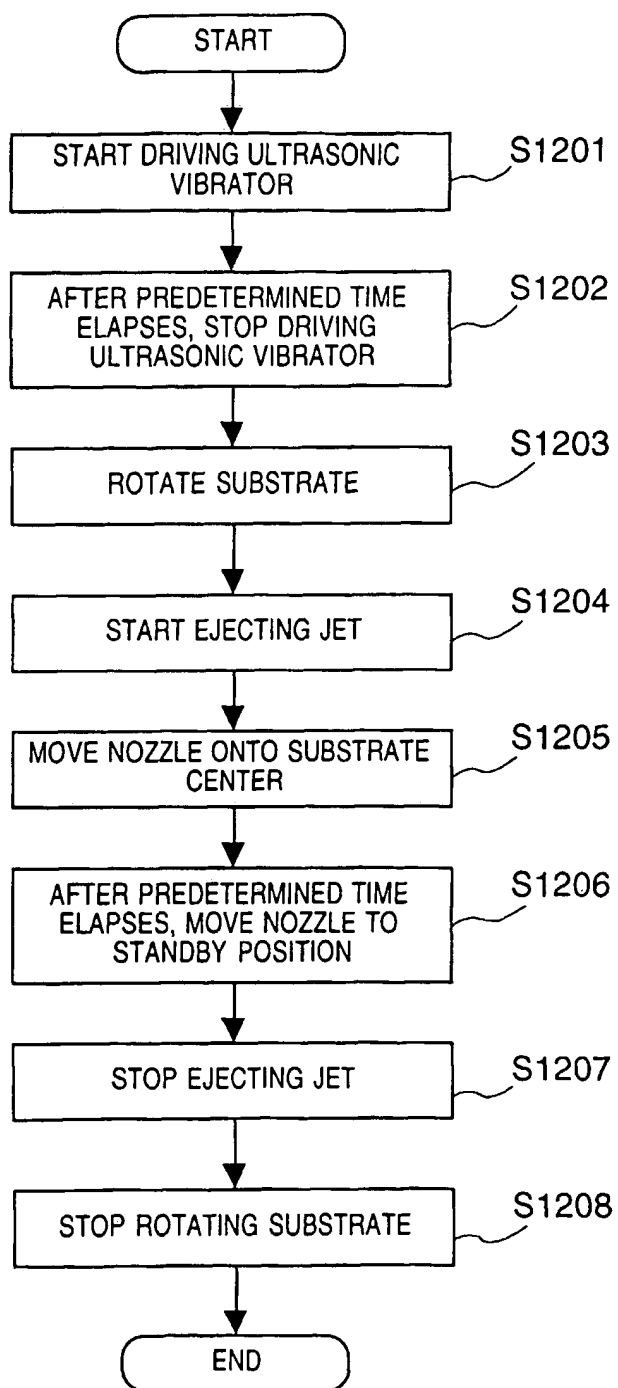 START
START DRIVING ULTRASONIC
VIBRATOR
S1201
AFTER PREDETERMINED TIME
ELAPSES, STOP DRIVING
ULTRASONIC VIBRATOR
S1202
ROTATE SUBSTRATE
S1203
START EJECTING JET
S1204
MOVE NOZZLE ONTO SUBSTRATE
CENTER
S1205
AFTER PREDETERMINED TIME
ELAPSES, MOVE NOZZLE TO
STANDBY POSITION
S1206
STOP EJECTING JET
S1207
STOP ROTATING SUBSTRATE
S1208
END